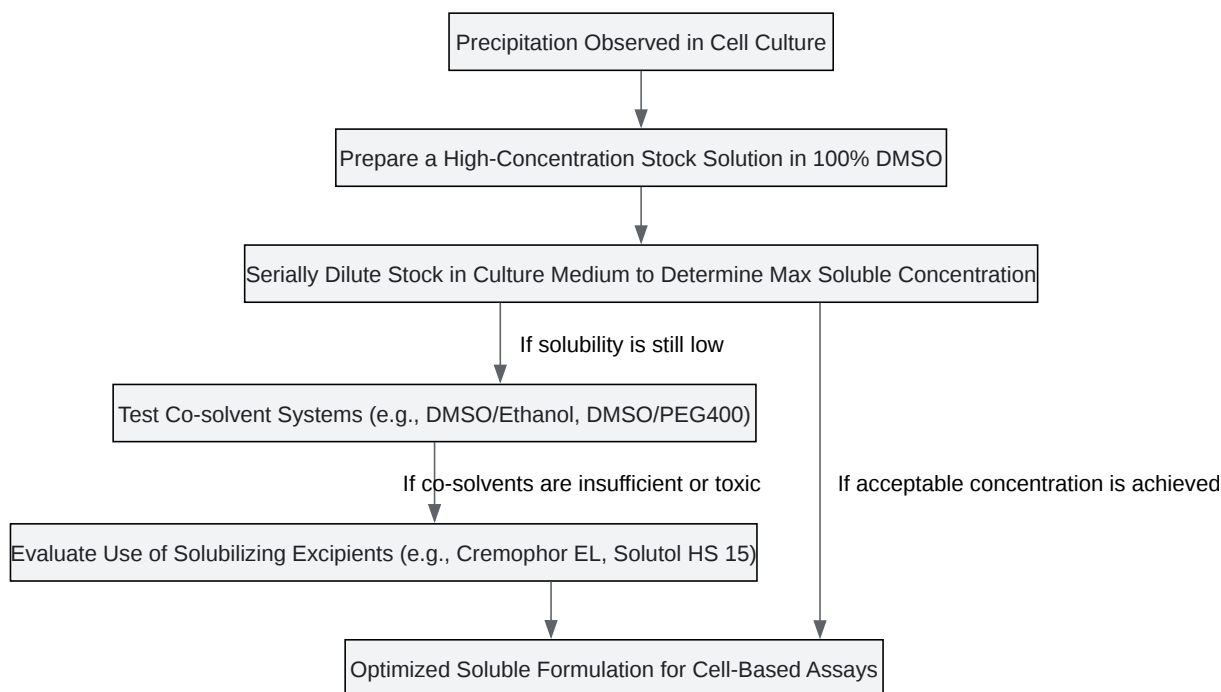 Precipitation Observed in Cell Culture
Prepare a High-Concentration Stock Solution in 100% DMSO
Serially Dilute Stock in Culture Medium to Determine Max Soluble Concentration
If solubility is still low
Test Co-solvent Systems (e.g., DMSO/Ethanol, DMSO/PEG400)
If co-solvents are insufficient or toxic
If acceptable concentration is achieved
Evaluate Use of Solubilizing Excipients (e.g., Cremophor EL, Solutol HS 15)
Optimized Soluble Formulation for Cell-Based Assays